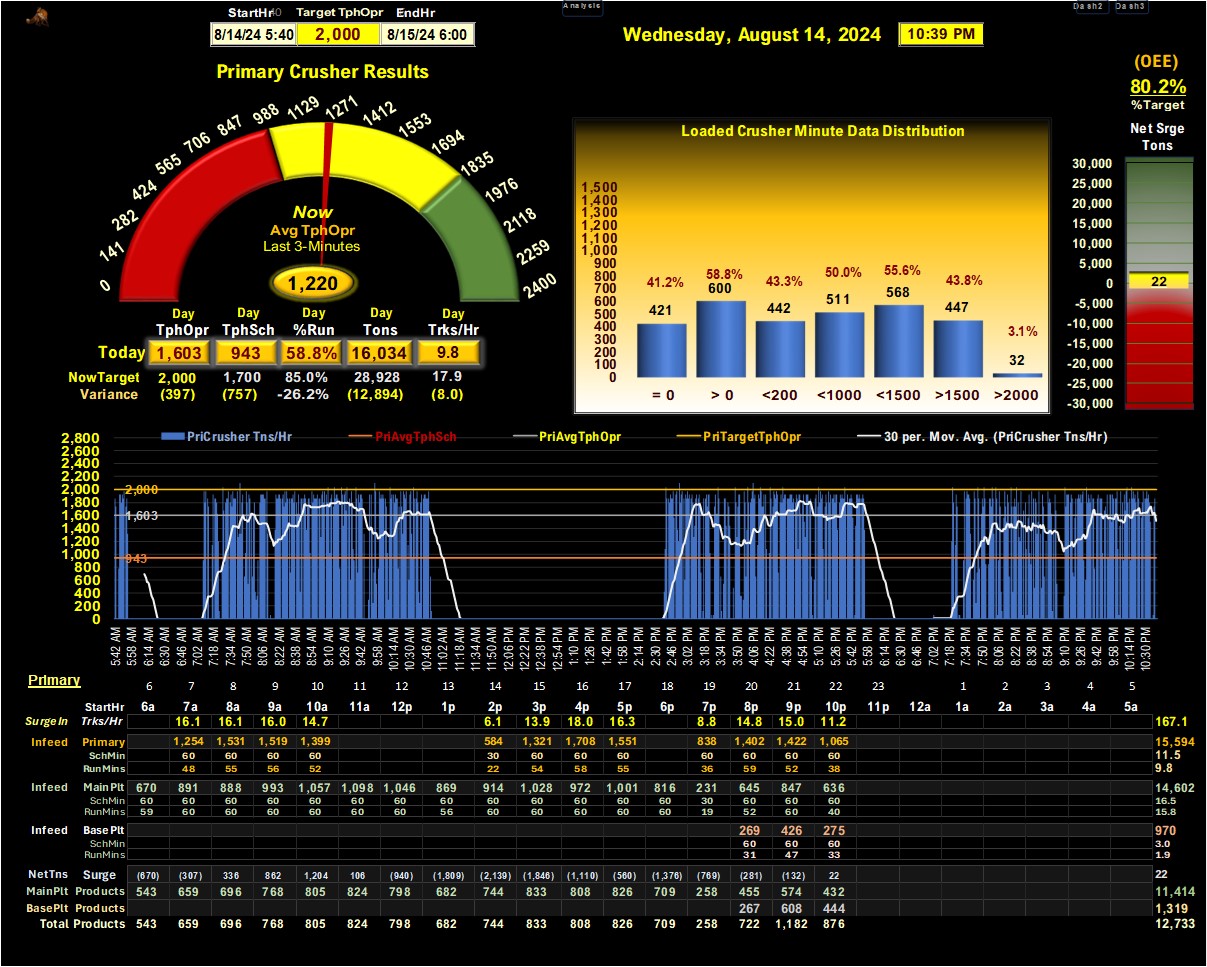 Analysis
Dash2 Dash3
StartHr Target TphOpr EndHr
8/14/24 5:40 2,000 8/15/24 6:00
Wednesday, August 14, 2024 10:39 PM
(OEE)
80.2%
%Target
Net Srge
Tons
30,000
25,000
20,000
15,000
10,000
5,000
0
-5,000
-10,000
-15,000
-20,000
-25,000
-30,000
22
Primary Crusher Results
0 141 282 424 565 706 847 988 1129 1271 1412 1553 1694 1835 1976 2118 2259 2400
Now
Avg TphOpr
Last 3-Minutes
1,220
Day Day Day Day Day
TphOpr TphSch %Run Tons Trks/Hr
Today 1,603 943 58.8% 16,034 9.8
NowTarget 2,000 1,700 85.0% 28,928 17.9
Variance (397) (757) -26.2% (12,894) (8.0)
Loaded Crusher Minute Data Distribution
1,500
1,400
1,300
1,200
1,100
1,000
900
800
700
600
500
400
300
200
100
0
41.2% 58.8% 43.3% 50.0% 55.6% 43.8% 3.1%
421 600 442 511 568 447 32
= 0 > 0 <200 <1000 <1500 >1500 >2000
PriCrusher Tns/Hr PriAvgTphSch PriAvgTphOpr PriTargetTphOpr 30 per. Mov. Avg. (PriCrusher Tns/Hr)
2,800
2,600
2,400
2,200
2,000
1,800
1,600
1,400
1,200
1,000
800
600
400
200
0
2,000
1,603
943
5:42 AM 5:58 AM 6:14 AM 6:30 AM 6:46 AM 7:02 AM 7:18 AM 7:34 AM 7:50 AM 8:06 AM 8:22 AM 8:38 AM 8:54 AM 9:10 AM 9:26 AM 9:42 AM 9:58 AM 10:14 AM 10:30 AM 10:46 AM 11:02 AM 11:18 AM 11:34 AM 11:50 AM 12:06 PM 12:22 PM 12:38 PM 12:54 PM 1:10 PM 1:26 PM 1:42 PM 1:58 PM 2:14 PM 2:30 PM 2:46 PM 3:02 PM 3:18 PM 3:34 PM 3:50 PM 4:06 PM 4:22 PM 4:38 PM 4:54 PM 5:10 PM 5:26 PM 5:42 PM 5:58 PM 6:14 PM 6:30 PM 6:46 PM 7:02 PM 7:18 PM 7:34 PM 7:50 PM 8:06 PM 8:22 PM 8:38 PM 8:54 PM 9:10 PM 9:26 PM 9:42 PM 9:58 PM 10:14 PM 10:30 PM
Primary
6 7 8 9 10 11 12 13 14 15 16 17 18 19 20 21 22 23 1 2 3 4 5
StartHr 6a 7a 8a 9a 10a 11a 12p 1p 2p 3p 4p 5p 6p 7p 8p 9p 10p 11p 12a 1a 2a 3a 4a 5a
SurgeIn Trks/Hr 16.1 16.1 16.0 14.7 6.1 13.9 18.0 16.3 8.8 14.8 15.0 11.2 167.1
Infeed Primary 1,254 1,531 1,519 1,399 584 1,321 1,708 1,551 838 1,402 1,422 1,065 15,594
SchMin 60 60 60 60 30 60 60 60 60 60 60 60 11.5
RunMins 48 55 56 52 22 54 58 55 36 59 52 38 9.8
Infeed MainPlt 670 891 888 993 1,057 1,098 1,046 869 914 1,028 972 1,001 816 231 645 847 636 14,602
SchMin 60 60 60 60 60 60 60 60 60 60 60 60 60 30 60 60 60 16.5
RunMins 59 60 60 60 60 60 60 56 60 60 60 60 60 19 52 60 40 15.8
Infeed Base Plt 269 426 275 970
SchMin 60 60 60 3.0
RunMins 31 47 33 1.9
NetTns Surge (670) (307) 336 862 1,204 106 (940) (1,809) (2,139) (1,846) (1,110) (560) (1,376) (769) (281) (132) 22 22
MainPlt Products 543 659 696 768 805 824 798 682 744 833 808 826 709 258 455 574 432 11,414
BasePlt Products 267 608 444 1,319
Total Products 543 659 696 768 805 824 798 682 744 833 808 826 709 258 722 1,182 876 12,733